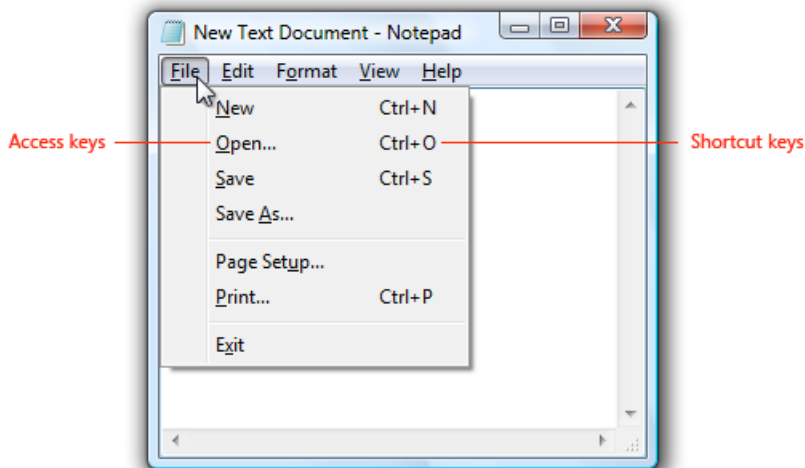 New Text Document - Notepad
File Edit Format View Help
New Ctrl+N
Access keys Open... Ctrl+O Shortcut keys
Save Ctrl+S
Save As...
Page Setup...
Print... Ctrl+P
Exit